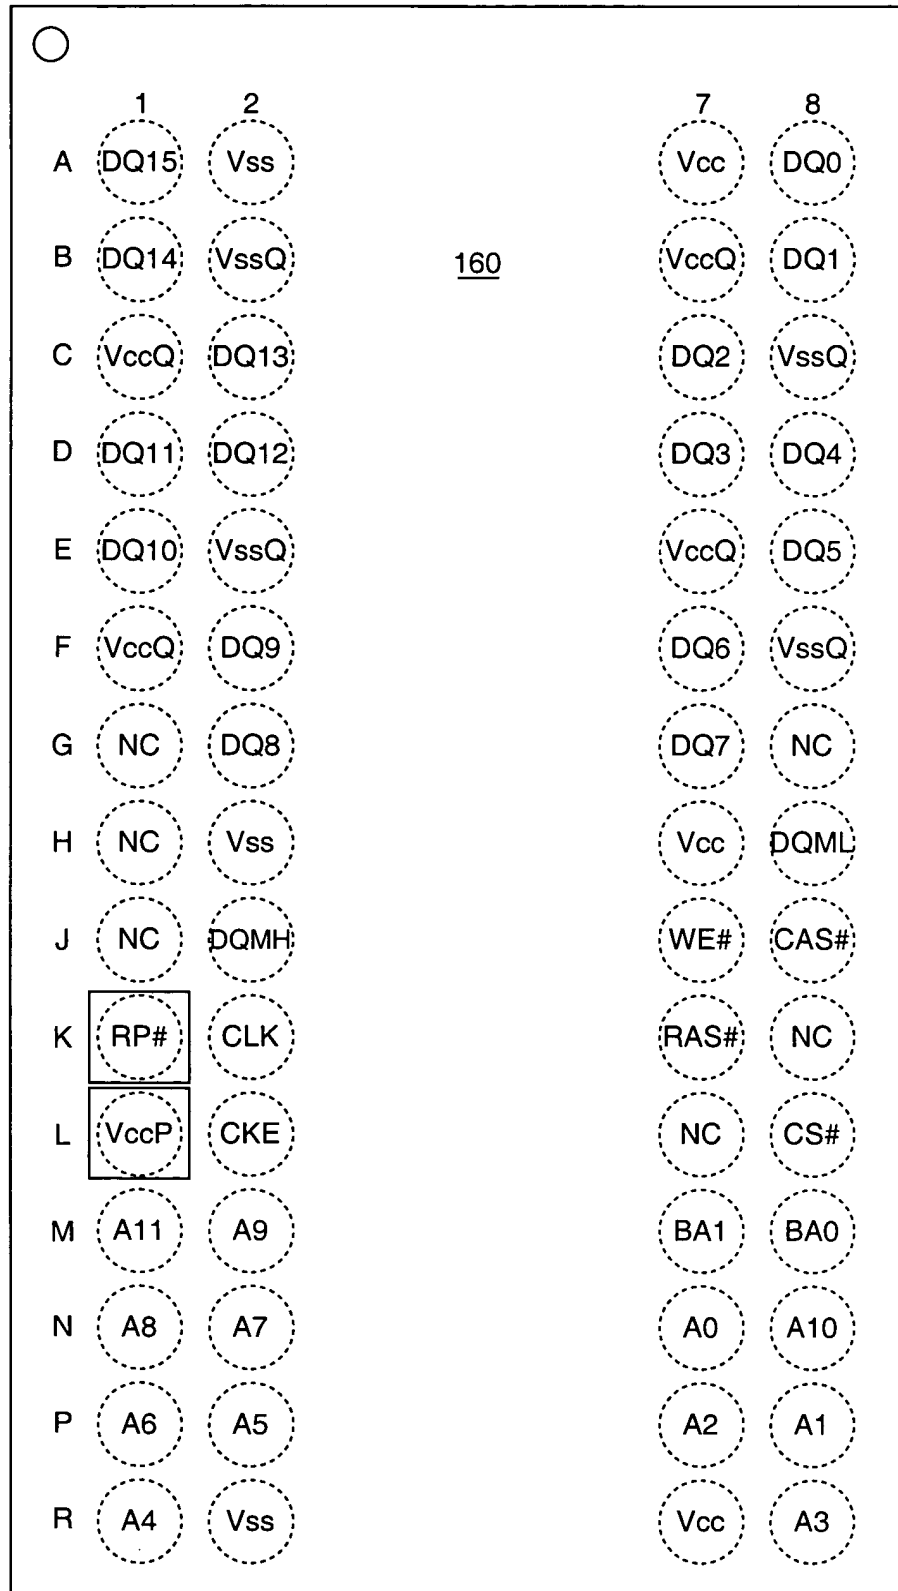 1 2 7 8
A DQ15 Vss Vcc DQ0
B DQ14 VssQ 160 VccQ DQ1
C VccQ DQ13 DQ2 VssQ
D DQ11 DQ12 DQ3 DQ4
E DQ10 VssQ VccQ DQ5
F VccQ DQ9 DQ6 VssQ
G NC DQ8 DQ7 NC
H NC Vss Vcc DQML
J NC DQMH WE# CAS#
K RP# CLK RAS# NC
L VccP CKE NC CS#
M A11 A9 BA1 BA0
N A8 A7 A0 A10
P A6 A5 A2 A1
R A4 Vss Vcc A3